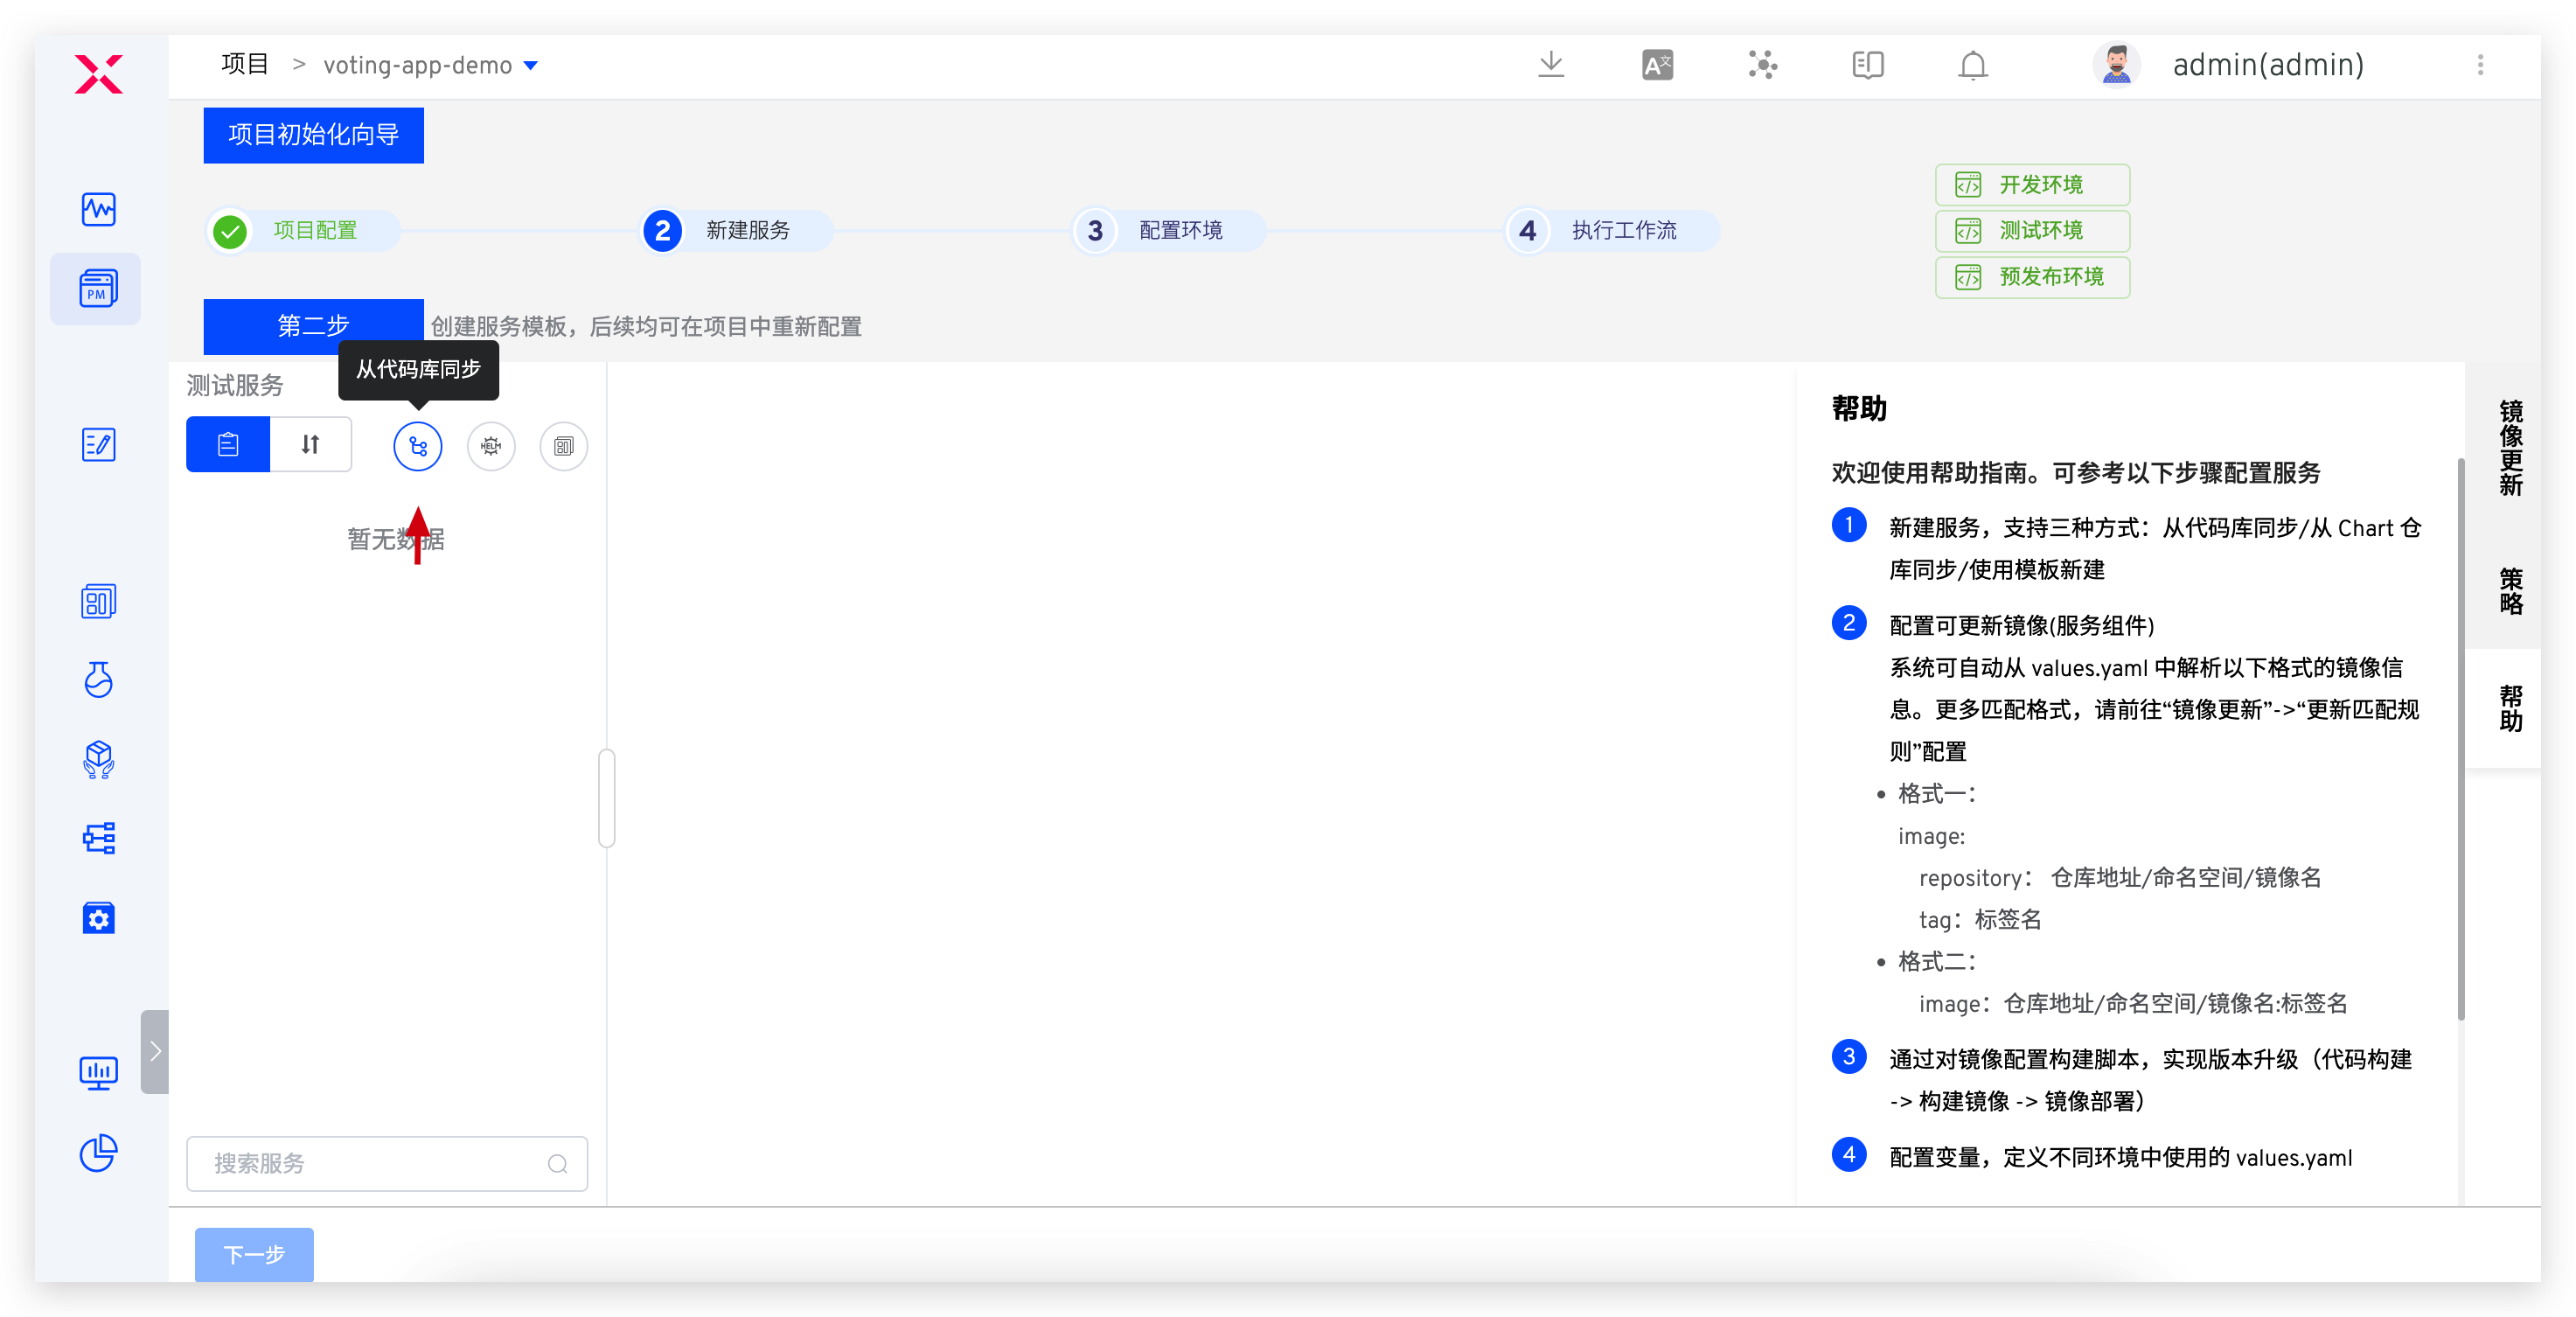 项目 > voting-app-demo
A文
admin(admin)
项目初始化向导
项目配置
2 新建服务
3 配置环境
4 执行工作流
开发环境
测试环境
预发布环境
PM
第二步 创建服务模板，后续均可在项目中重新配置
从代码库同步
测试服务
HELM
暂无数据
搜索服务
下一步
帮助
欢迎使用帮助指南。可参考以下步骤配置服务
1 新建服务，支持三种方式：从代码库同步/从 Chart 仓
库同步/使用模板新建
2 配置可更新镜像(服务组件)
系统可自动从 values.yaml 中解析以下格式的镜像信
息。更多匹配格式，请前往“镜像更新”->“更新匹配规
则”配置
• 格式一：
image:
repository： 仓库地址/命名空间/镜像名
tag：标签名
• 格式二：
image：仓库地址/命名空间/镜像名:标签名
3 通过对镜像配置构建脚本，实现版本升级（代码构建
-> 构建镜像 -> 镜像部署）
4 配置变量，定义不同环境中使用的 values.yaml
镜像更新
策略
帮助